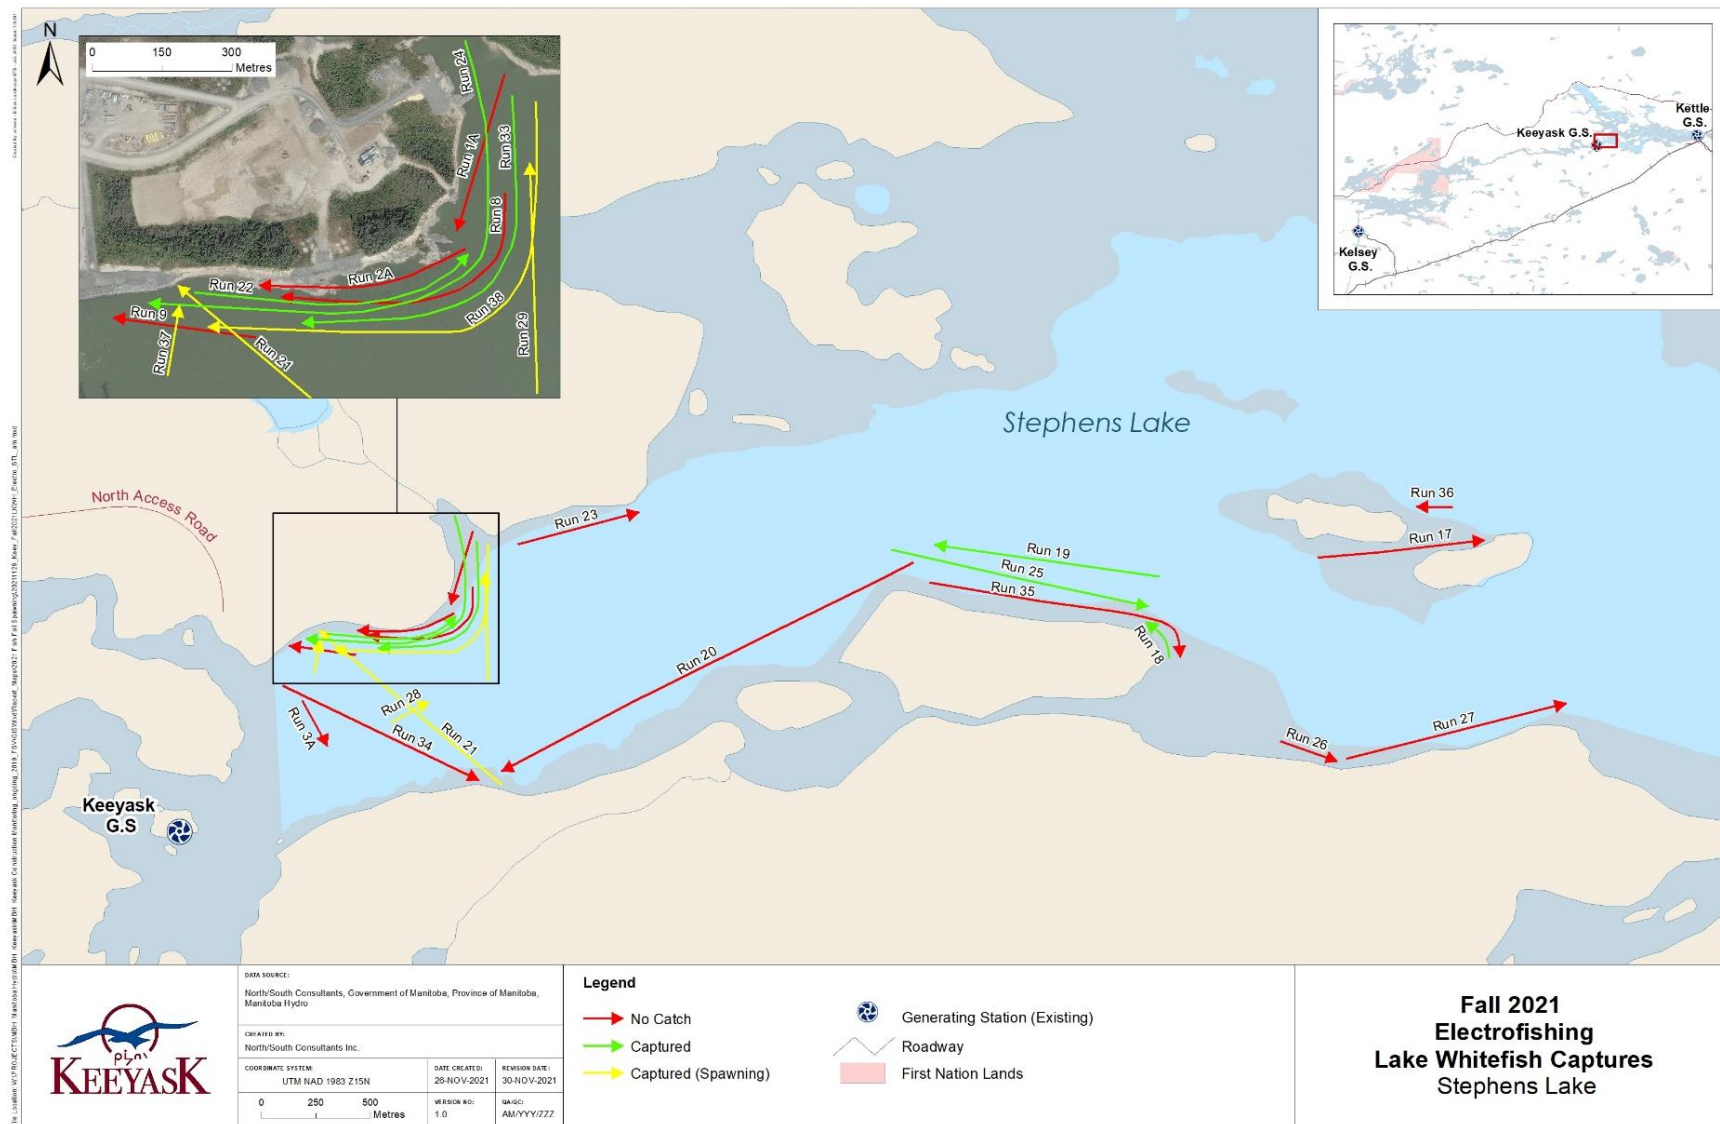 N
0 150 300
Metres
Run 24
Run 1A
Run 33
Run 8
Run 2A
Run 22
Run 9
Run 38
Run 29
Run 37
Run 21
Kettle
G.S.
Keeyask G.S.
Kelsey
G.S.
Stephens Lake
North Access Road
Run 23
Run 36
Run 17
Run 19
Run 25
Run 35
Run 18
Run 20
Run 28
Run 21
Run 3A
Run 34
Run 26
Run 27
Keeyask
G.S
KEEYASK
DATA SOURCE:
North/South Consultants, Government of Manitoba, Province of Manitoba,
Manitoba Hydro
CREATED BY:
North/South Consultants Inc.
COORDINATE SYSTEM:
UTM NAD 1983 Z15N
DATE CREATED:
26-NOV-2021
REVISION DATE:
30-NOV-2021
0 250 500
Metres
VERSION NO:
1.0
QA/QC:
AM/YYY/ZZZ
Legend
No Catch
Captured
Captured (Spawning)
Generating Station (Existing)
Roadway
First Nation Lands
Fall 2021
Electrofishing
Lake Whitefish Captures
Stephens Lake